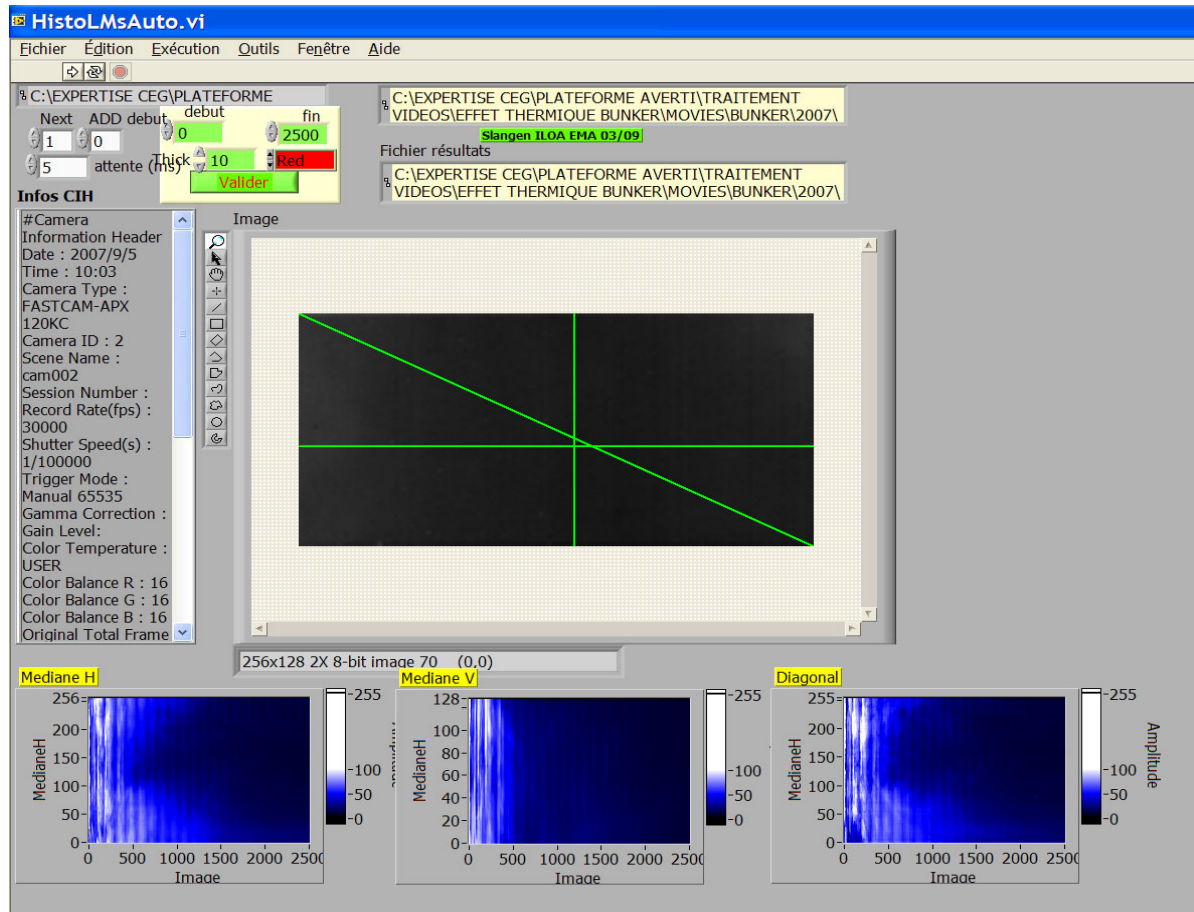 HistoLMsAuto.vi
Fichier Édition Exécution Outils Fenêtre Aide
C:\EXPERTISE CEG\PLATEFORME
Next ADD debut
1 0
5 attente (ms)
debut fin
0 2500
Thick 10 Red
Valider
C:\EXPERTISE CEG\PLATEFORME AVERTI\TRAITEMENT
VIDEOS\EFFET THERMIQUE BUNKER\MOVIES\BUNKER\2007\
Slangen ILOA EMA 03/09
Fichier résultats
C:\EXPERTISE CEG\PLATEFORME AVERTI\TRAITEMENT
VIDEOS\EFFET THERMIQUE BUNKER\MOVIES\BUNKER\2007\
Infos CIH
#Camera
Information Header
Date : 2007/9/5
Time : 10:03
Camera Type :
FASTCAM-APX
120KC
Camera ID : 2
Scene Name :
cam002
Session Number :
Record Rate(fps) :
30000
Shutter Speed(s) :
1/100000
Trigger Mode :
Manual 65535
Gamma Correction :
Gain Level:
Color Temperature :
USER
Color Balance R : 16
Color Balance G : 16
Color Balance B : 16
Original Total Frame
Image
256x128 2X 8-bit image 70 (0,0)
Mediane H
MedianeH
256
200
150
100
50
0
0 500 1000 1500 2000 2500
Image
255
100
50
0
Mediane V
MedianeH
128
100
80
60
40
20
0
0 500 1000 1500 2000 2500
Image
255
100
50
0
Diagonal
MedianeH
255
200
150
100
50
0
0 500 1000 1500 2000 2500
Image
255
100
50
0
Amplitude